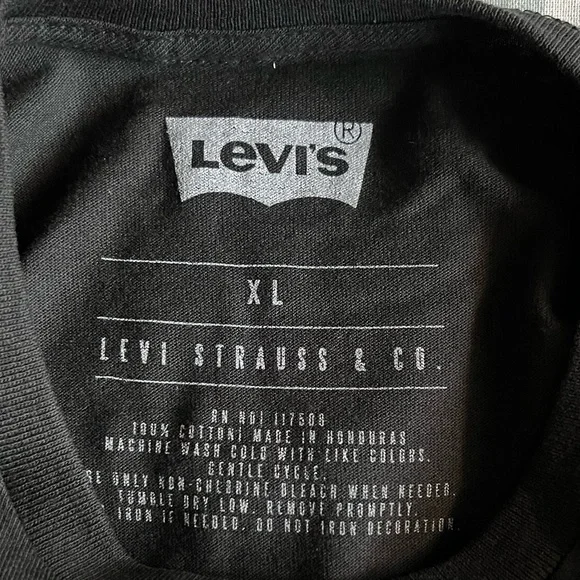 Levi's ®
XL
LEVI STRAUSS & CO.
RN NO: 117508
100% COTTON| MADE IN HONDURAS
MACHINE WASH COLD WITH LIKE COLORS.
GENTLE CYCLE.
SE ONLY NON-CHLORINE BLEACH WHEN NEEDED.
TUMBLE DRY LOW. REMOVE PROMPTLY.
IRON IF NEEDED. DO NOT IRON DECORATION.